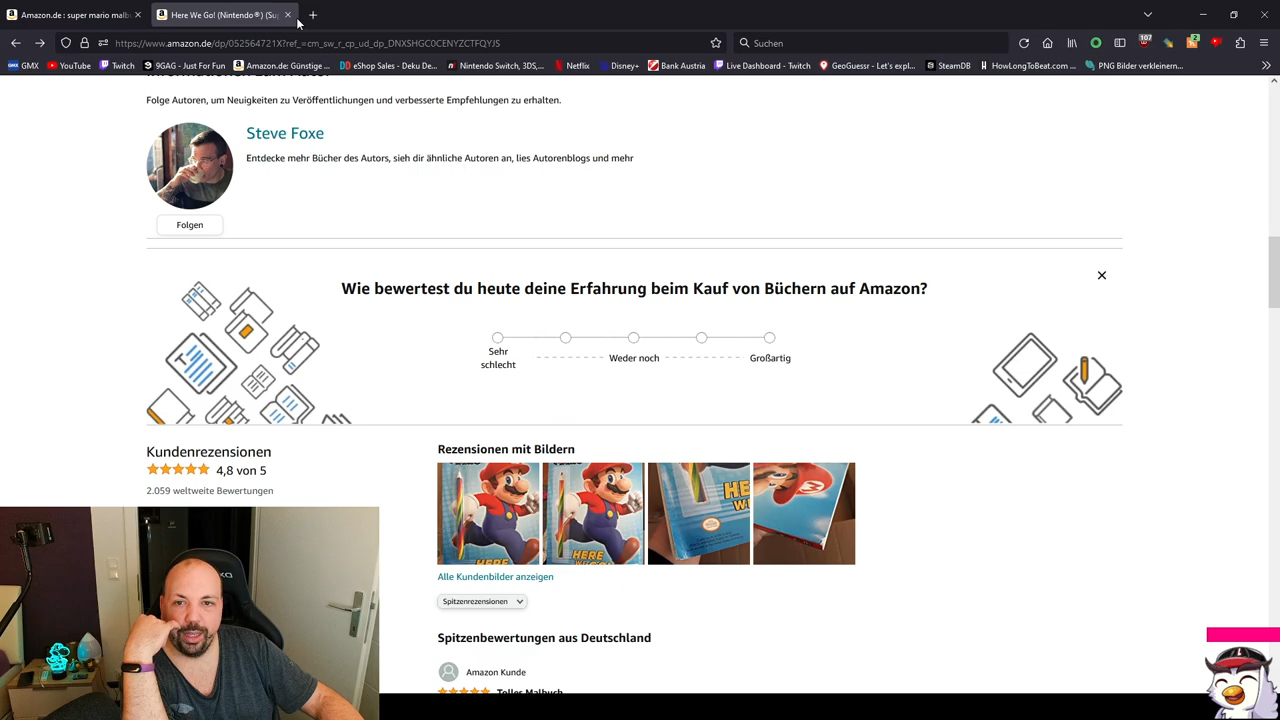 Amazon.de : super mario malb
Here We Go! (Nintendo®) (Su
https://www.amazon.de/dp/052564721X?ref_=cm_sw_r_cp_ud_dp_DNXSHGC0CENYZCTFQYJS
Suchen
107
2
GMX
YouTube
Twitch
9GAG - Just For Fun
Amazon.de: Günstige ...
eShop Sales - Deku De...
Nintendo Switch, 3DS,...
Netflix
Disney+
Bank Austria
Live Dashboard - Twitch
GeoGuessr - Let's expl...
SteamDB
HowLongToBeat.com ...
PNG Bilder verkleinern...
Folge Autoren, um Neuigkeiten zu Veröffentlichungen und verbesserte Empfehlungen zu erhalten.
Steve Foxe
Entdecke mehr Bücher des Autors, sieh dir ähnliche Autoren an, lies Autorenblogs und mehr
Folgen
Wie bewertest du heute deine Erfahrung beim Kauf von Büchern auf Amazon?
Sehr
schlecht
Weder noch
Großartig
Kundenrezensionen
4,8 von 5
2.059 weltweite Bewertungen
Rezensionen mit Bildern
HERE
HERE
Alle Kundenbilder anzeigen
Spitzenrezensionen
Spitzenbewertungen aus Deutschland
Amazon Kunde
Tolles Malbuch